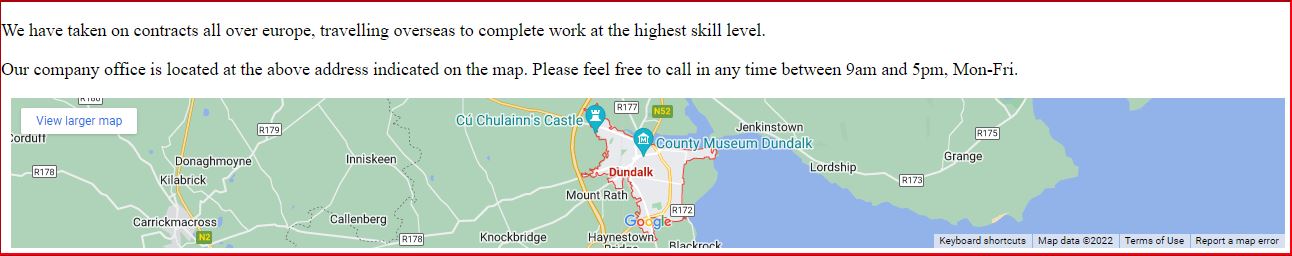 We have taken on contracts all over europe, travelling overseas to complete work at the highest skill level.
Our company office is located at the above address indicated on the map. Please feel free to call in any time between 9am and 5pm, Mon-Fri.
R180
View larger map
Corduff
R178
R179
Donaghmoyne
Kilabrick
Inniskeen
Carrickmacross
N2
Callenberg
R178
Cú Chulainn's Castle
R177
N52
County Museum Dundalk
Jenkinstown
Dundalk
Mount Rath
Lordship
R173
Grange
R175
R172
Google
Knockbridge
Haynestown
Blackrock
Keyboard shortcuts
Map data ©2022
Terms of Use
Report a map error